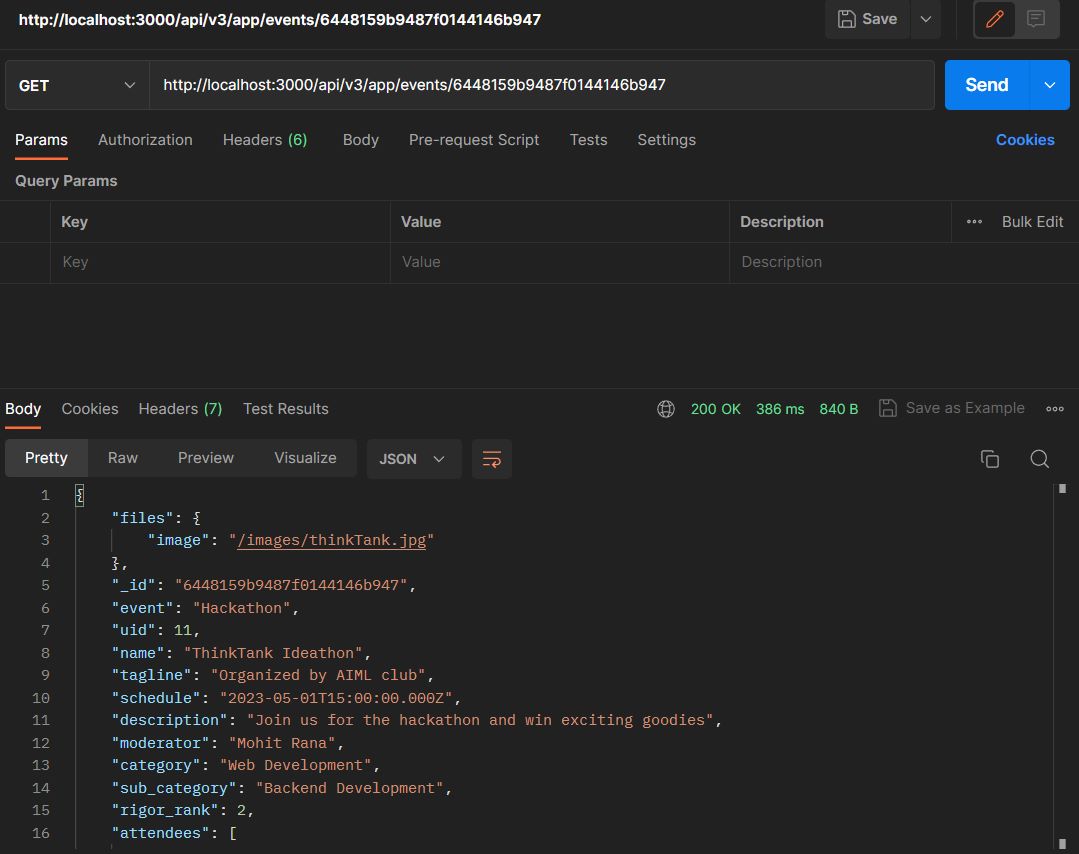 http://localhost:3000/api/v3/app/events/6448159b9487f0144146b947 Save
GET http://localhost:3000/api/v3/app/events/6448159b9487f0144146b947 Send
Params Authorization Headers (6) Body Pre-request Script Tests Settings Cookies
Query Params
Key Value Description ••• Bulk Edit
Key Value Description
Body Cookies Headers (7) Test Results 200 OK 386 ms 840 B Save as Example
Pretty Raw Preview Visualize JSON
1 {
2 "files": {
3 "image": "/images/thinkTank.jpg"
4 },
5 "_id": "6448159b9487f0144146b947",
6 "event": "Hackathon",
7 "uid": 11,
8 "name": "ThinkTank Ideathon",
9 "tagline": "Organized by AIML club",
10 "schedule": "2023-05-01T15:00:00.000Z",
11 "description": "Join us for the hackathon and win exciting goodies",
12 "moderator": "Mohit Rana",
13 "category": "Web Development",
14 "sub_category": "Backend Development",
15 "rigor_rank": 2,
16 "attendees": [